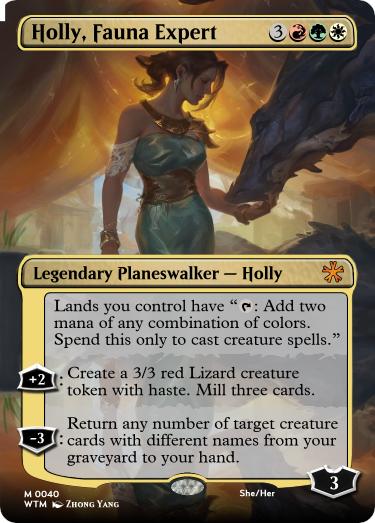 Holly, Fauna Expert 3
Legendary Planeswalker — Holly
Lands you control have “: Add two
mana of any combination of colors.
Spend this only to cast creature spells.”
+2: Create a 3/3 red Lizard creature
token with haste. Mill three cards.
-3: Return any number of target creature
cards with different names from your
graveyard to your hand.
3
M 0040
WTM Zhong Yang
She/Her